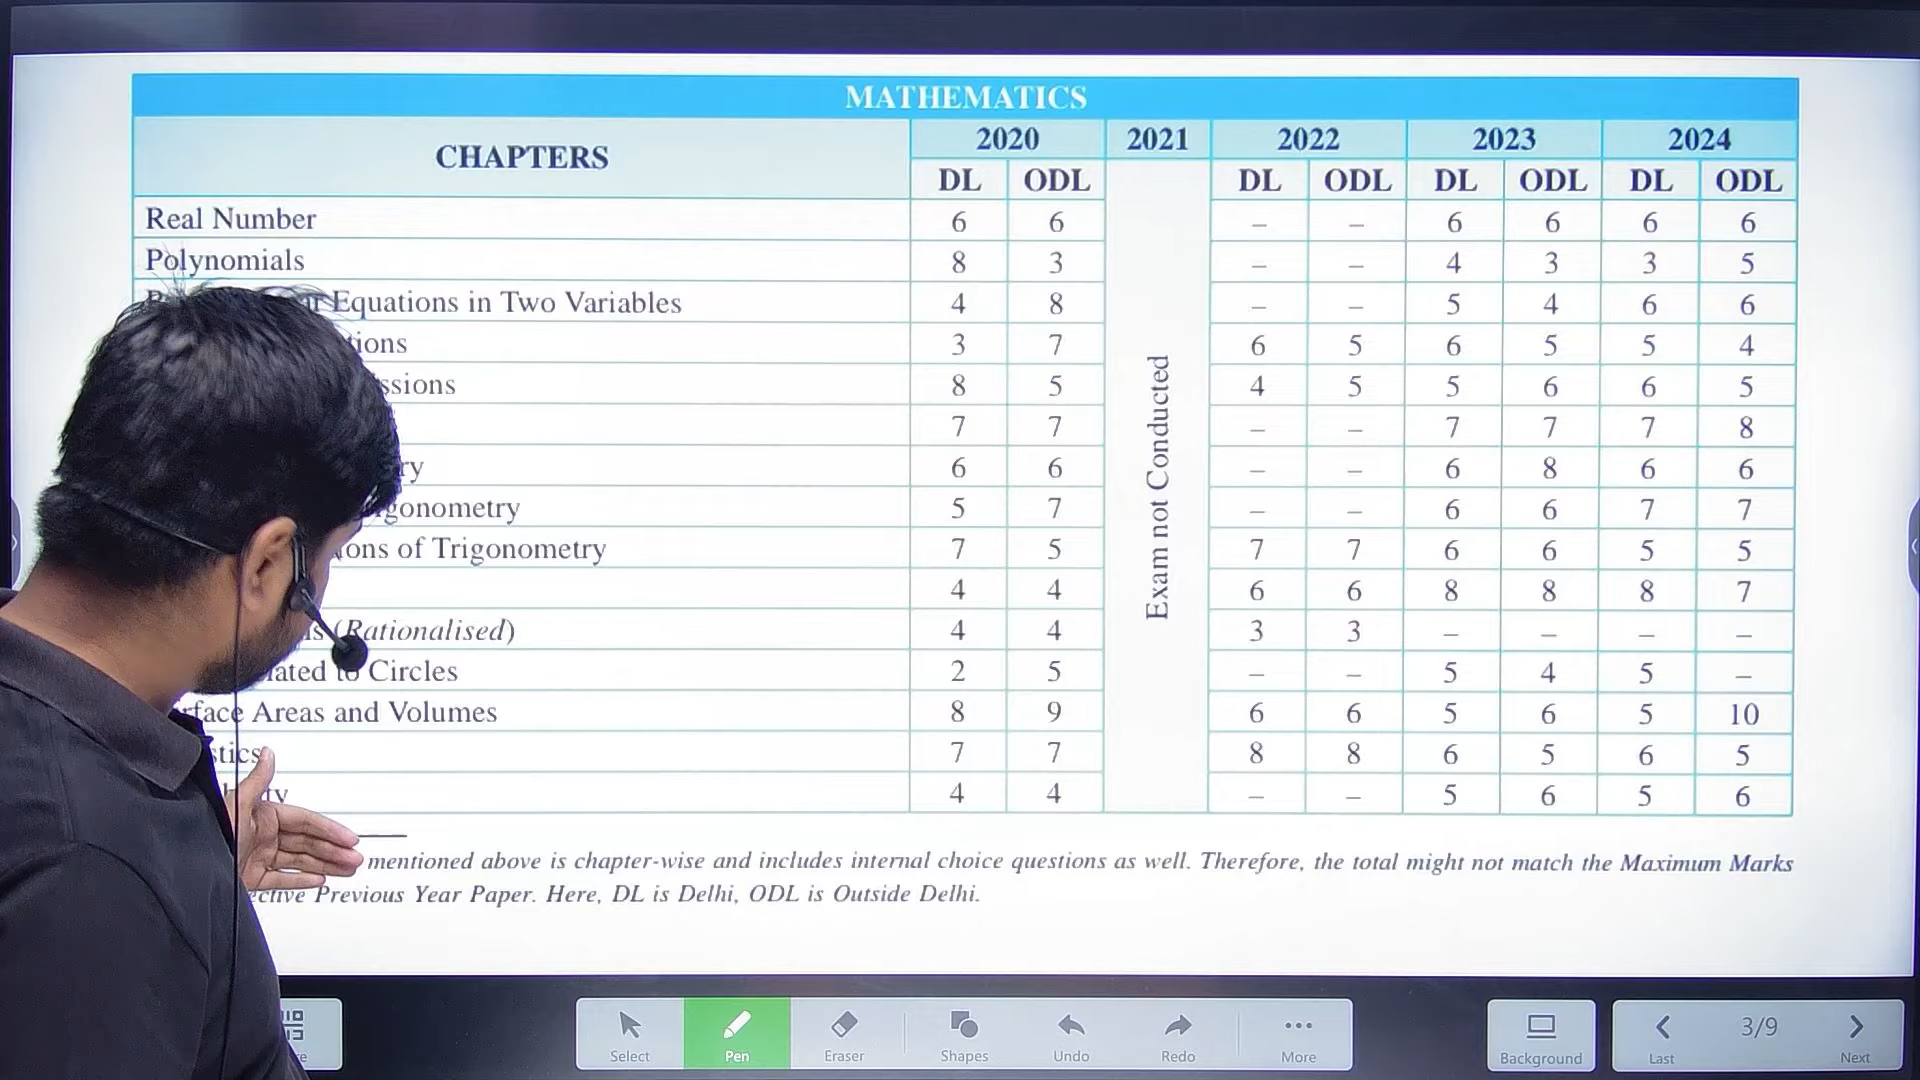 MATHEMATICS
CHAPTERS 2020 2021 2022 2023 2024
DL ODL DL ODL DL ODL DL ODL
Real Number 6 6 – – 6 6 6 6
Polynomials 8 3 – – 4 3 3 5
Equations in Two Variables 4 8 – – 5 4 6 6
tions 3 7 6 5 6 5 5 4
ssions 8 5 4 5 5 6 6 5
7 7 – – 7 7 7 8
ry 6 6 – – 6 8 6 6
gonometry 5 7 – – 6 6 7 7
ons of Trigonometry 7 5 7 7 6 6 5 5
4 4 6 6 8 8 8 7
s (Rationalised) 4 4 3 3 – – – –
ated to Circles 2 5 – – 5 4 5 –
rface Areas and Volumes 8 9 6 6 5 6 5 10
stics 7 7 8 8 6 5 6 5
ty 4 4 – – 5 6 5 6
Exam not Conducted
mentioned above is chapter-wise and includes internal choice questions as well. Therefore, the total might not match the Maximum Marks
ective Previous Year Paper. Here, DL is Delhi, ODL is Outside Delhi.
Select Pen Eraser Shapes Undo Redo More Background Last 3/9 Next